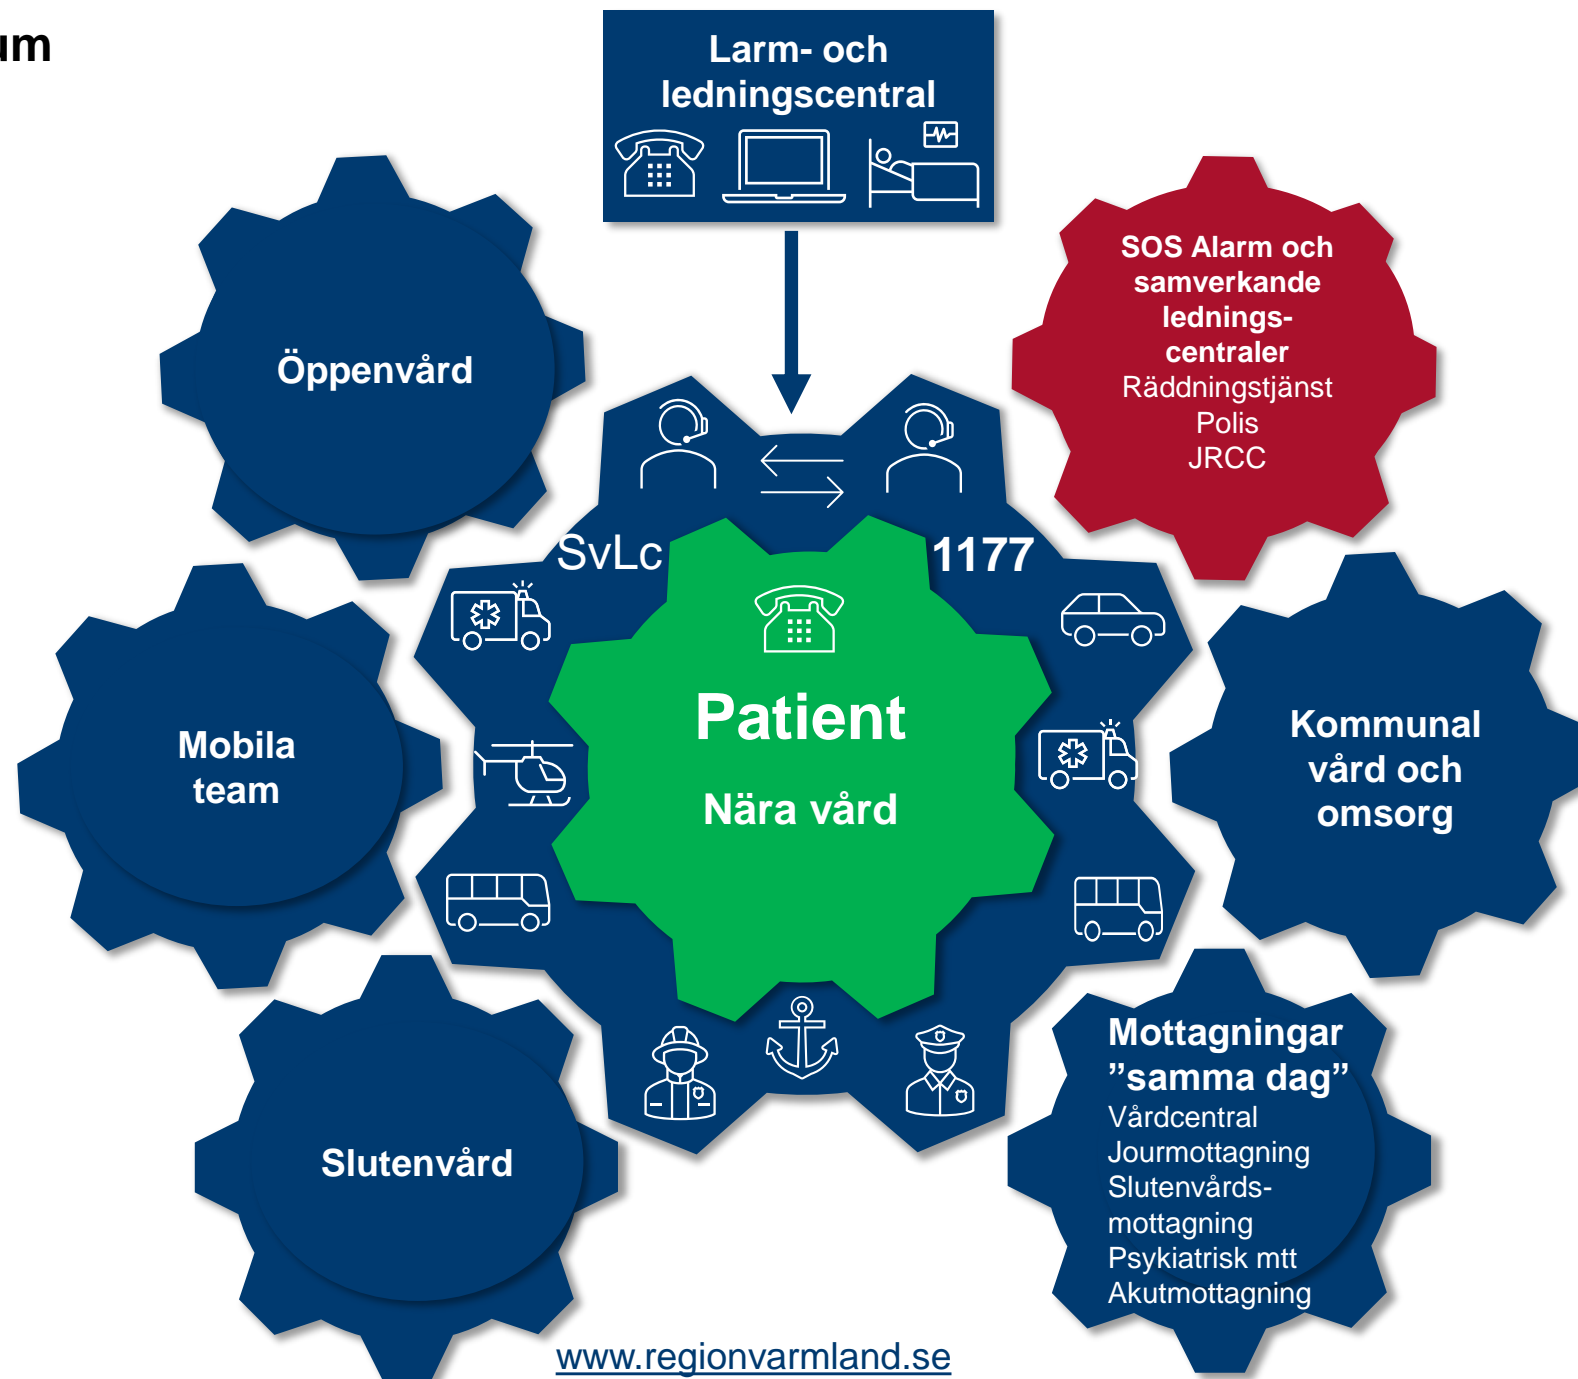 um
Larm- och
ledningscentral
Öppenvård
SOS Alarm och
samverkande
lednings-
centraler
Räddningstjänst
Polis
JRCC
SvLc
1177
Patient
Nära vård
Mobila
team
Kommunal
vård och
omsorg
Slutenvård
Mottagningar
”samma dag”
Vårdcentral
Jourmottagning
Slutenvårds-
mottagning
Psykiatrisk mtt
Akutmottagning
www.regionvarmland.se